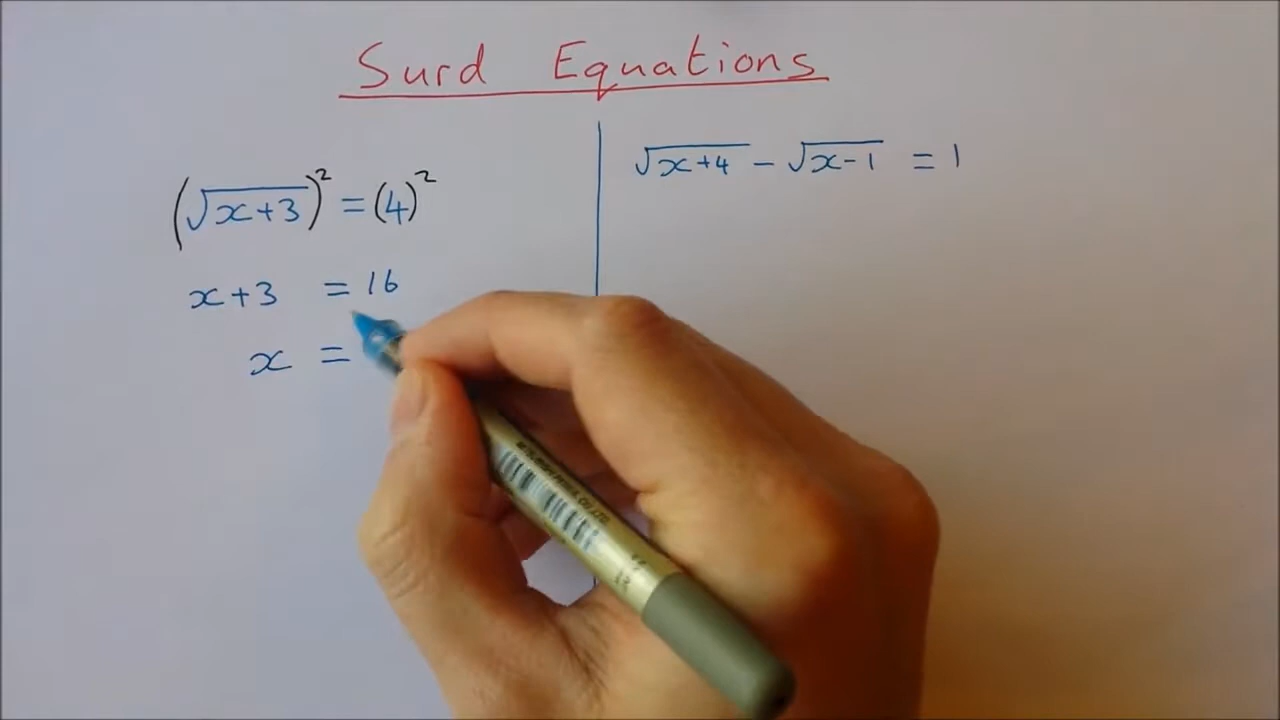 Surd Equations
(√x+3)² = (4)²
x+3 = 16
x =
√x+4 - √x-1 = 1